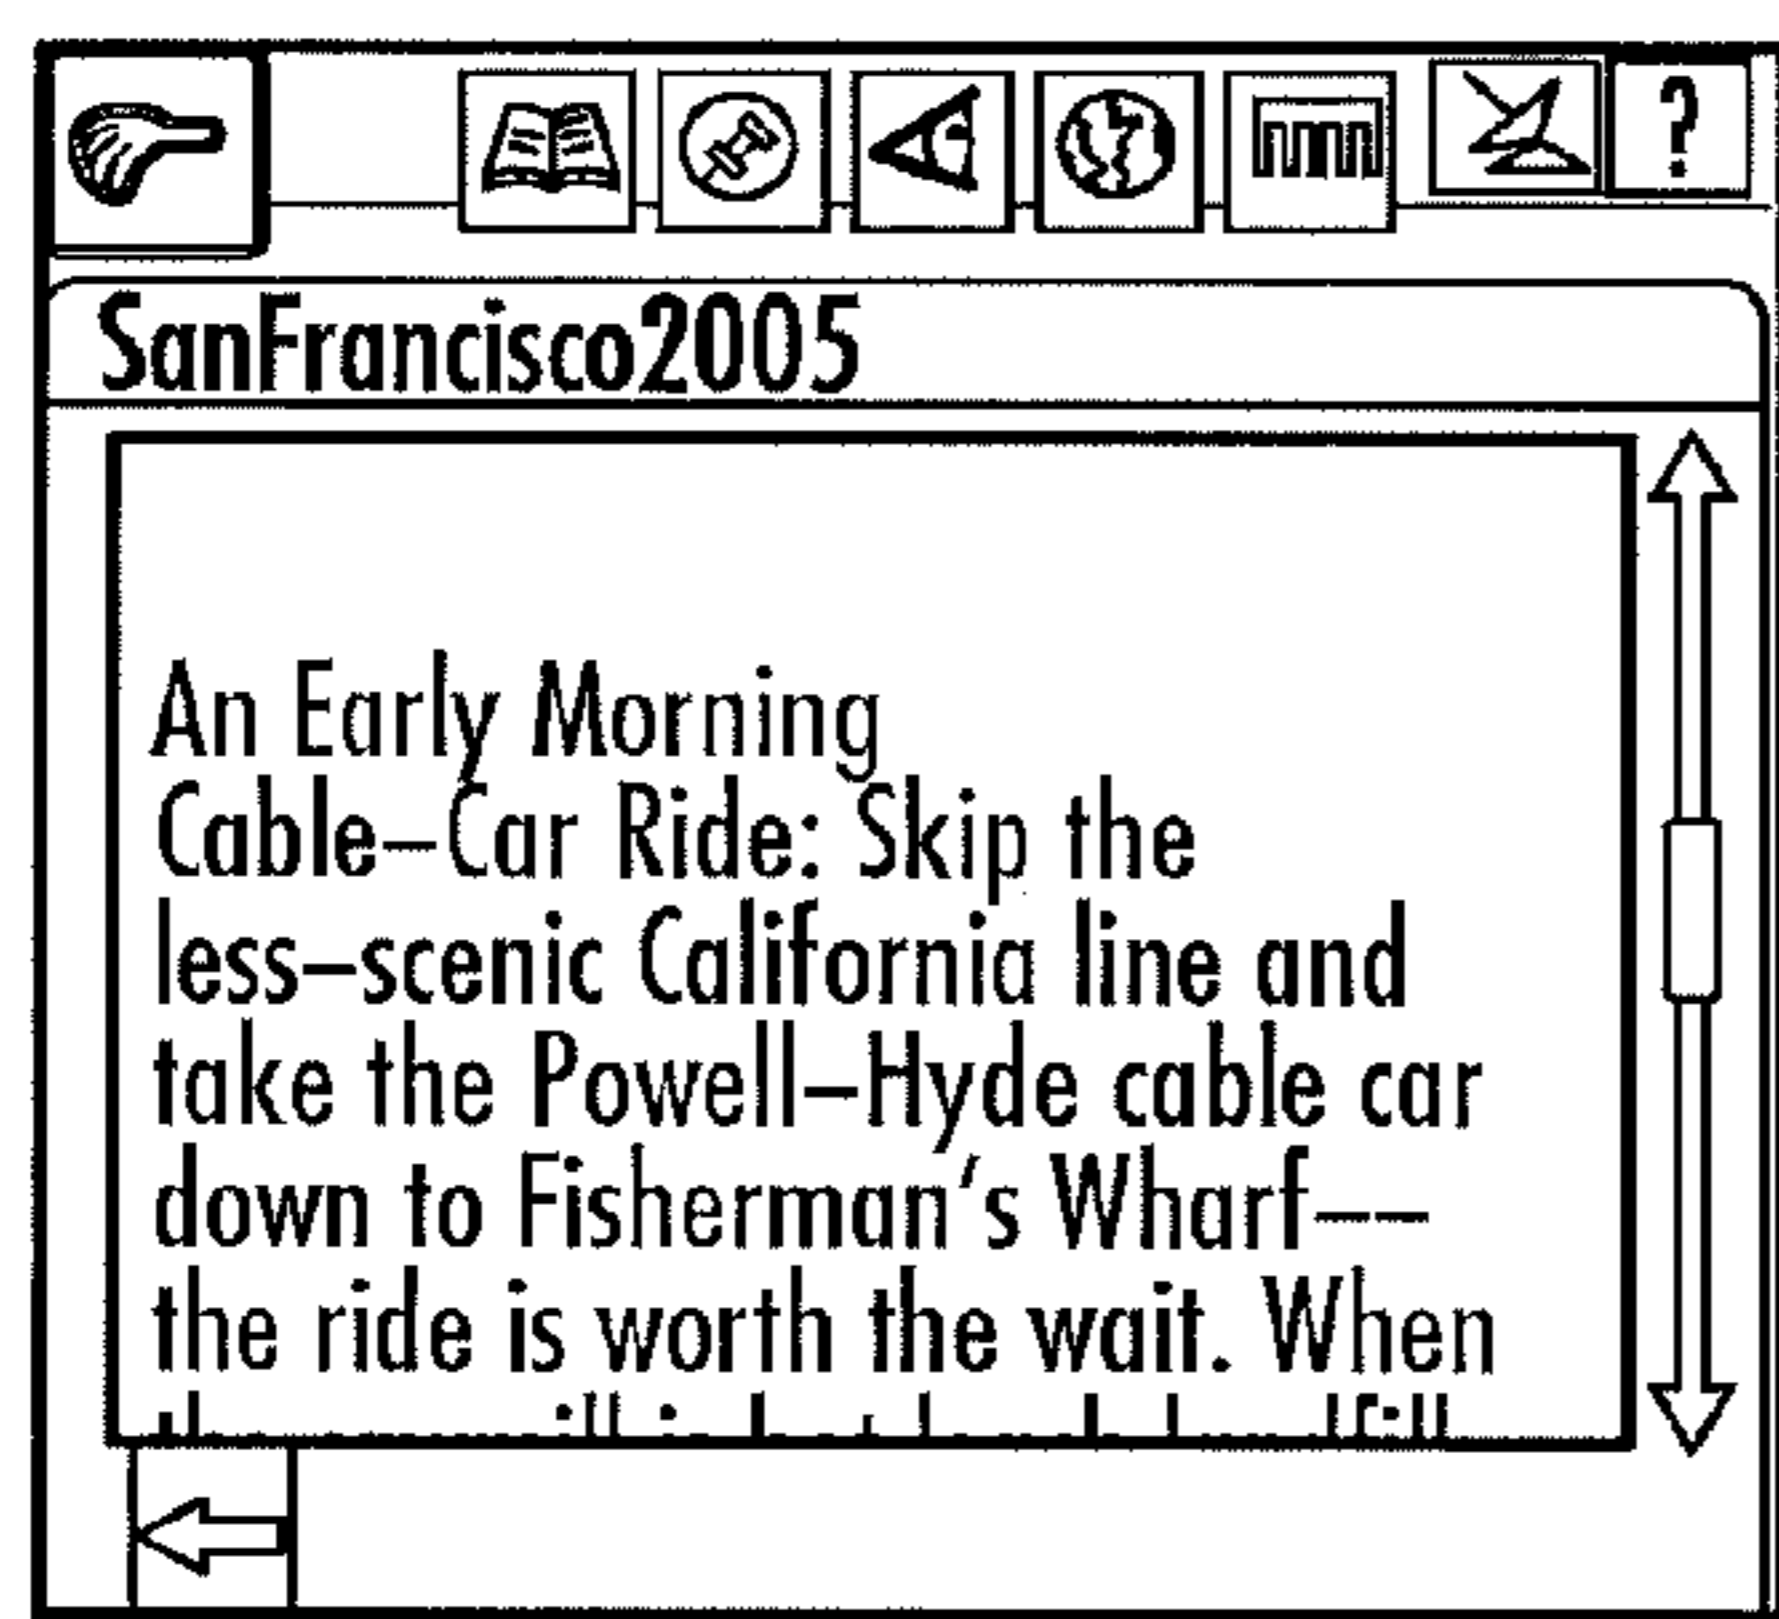 ?
SanFrancisco2005
An Early Morning
Cable–Car Ride: Skip the
less–scenic California line and
take the Powell–Hyde cable car
down to Fisherman's Wharf––
the ride is worth the wait. When